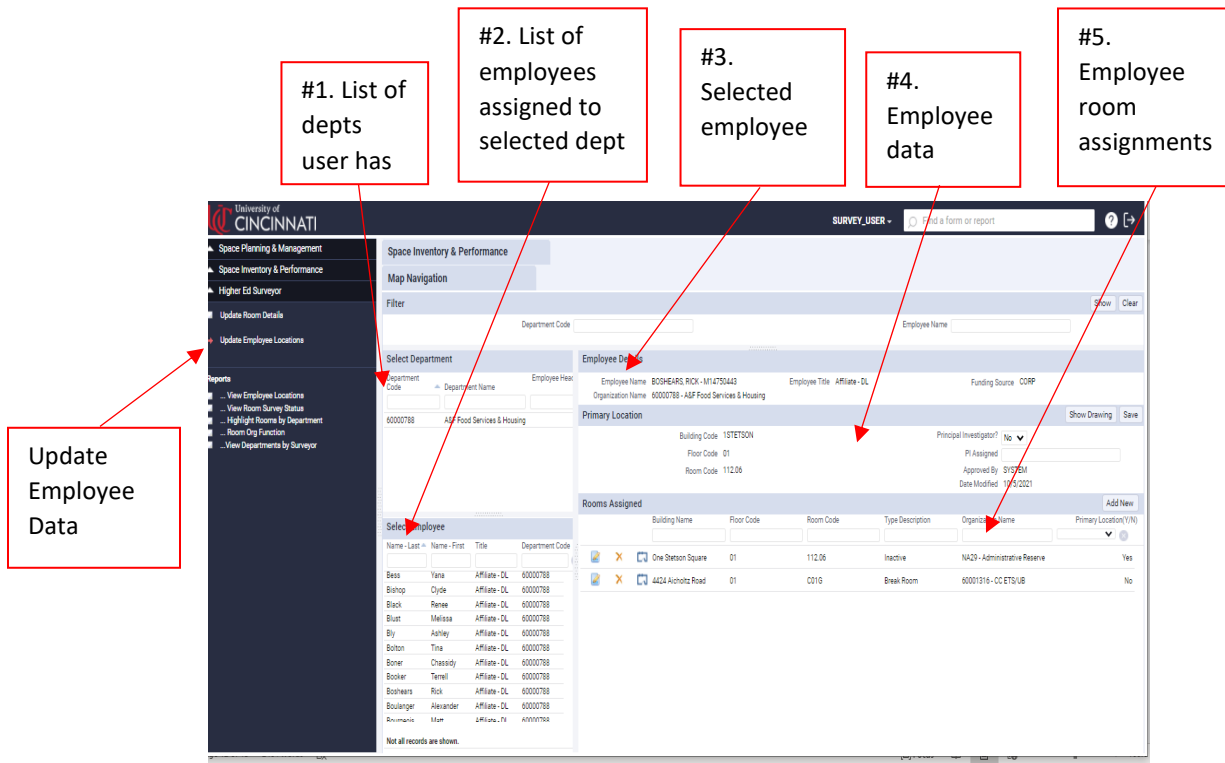 #1. List of
depts
user has
#2. List of
employees
assigned to
selected dept
#3.
Selected
employee
#4.
Employee
data
#5.
Employee
room
assignments
Update
Employee
Data
University of
CINCINNATI
SURVEY_USER
Find a form or report
Space Planning & Management
Space Inventory & Performance
Higher Ed Surveyor
Update Room Details
Update Employee Locations
Reports
... View Employee Locations
... View Room Survey Status
... Highlight Rooms by Department
... Room Org Function
...View Departments by Surveyor
Space Inventory & Performance
Map Navigation
Filter Show Clear
Department Code Employee Name
Select Department
Department Code Department Name Employee Head
60000788 A&F Food Services & Housing
Select Employee
Name - Last Name - First Title Department Code
Bess Yana Affiliate - DL 60000788
Bishop Clyde Affiliate - DL 60000788
Black Renee Affiliate - DL 60000788
Blust Melissa Affiliate - DL 60000788
Bly Ashley Affiliate - DL 60000788
Bolton Tina Affiliate - DL 60000788
Boner Chassidy Affiliate - DL 60000788
Booker Terrell Affiliate - DL 60000788
Boshears Rick Affiliate - DL 60000788
Boulanger Alexander Affiliate - DL 60000788
Bourgeois Matt Affiliate - DL 60000788
Not all records are shown.
Employee Details
Employee Name BOSHEARS, RICK - M14750443 Employee Title Affiliate - DL Funding Source CORP
Organization Name 60000788 - A&F Food Services & Housing
Primary Location Show Drawing Save
Building Code 1STETSON Principal Investigator? No
Floor Code 01 PI Assigned
Room Code 112.06 Approved By SYSTEM
Date Modified 10/5/2021
Rooms Assigned Add New
Building Name Floor Code Room Code Type Description Organization Name Primary Location(Y/N)
One Stetson Square 01 112.06 Inactive NA29 - Administrative Reserve Yes
4424 Aicholtz Road 01 C01G Break Room 60001316 - CC ETS/UB No